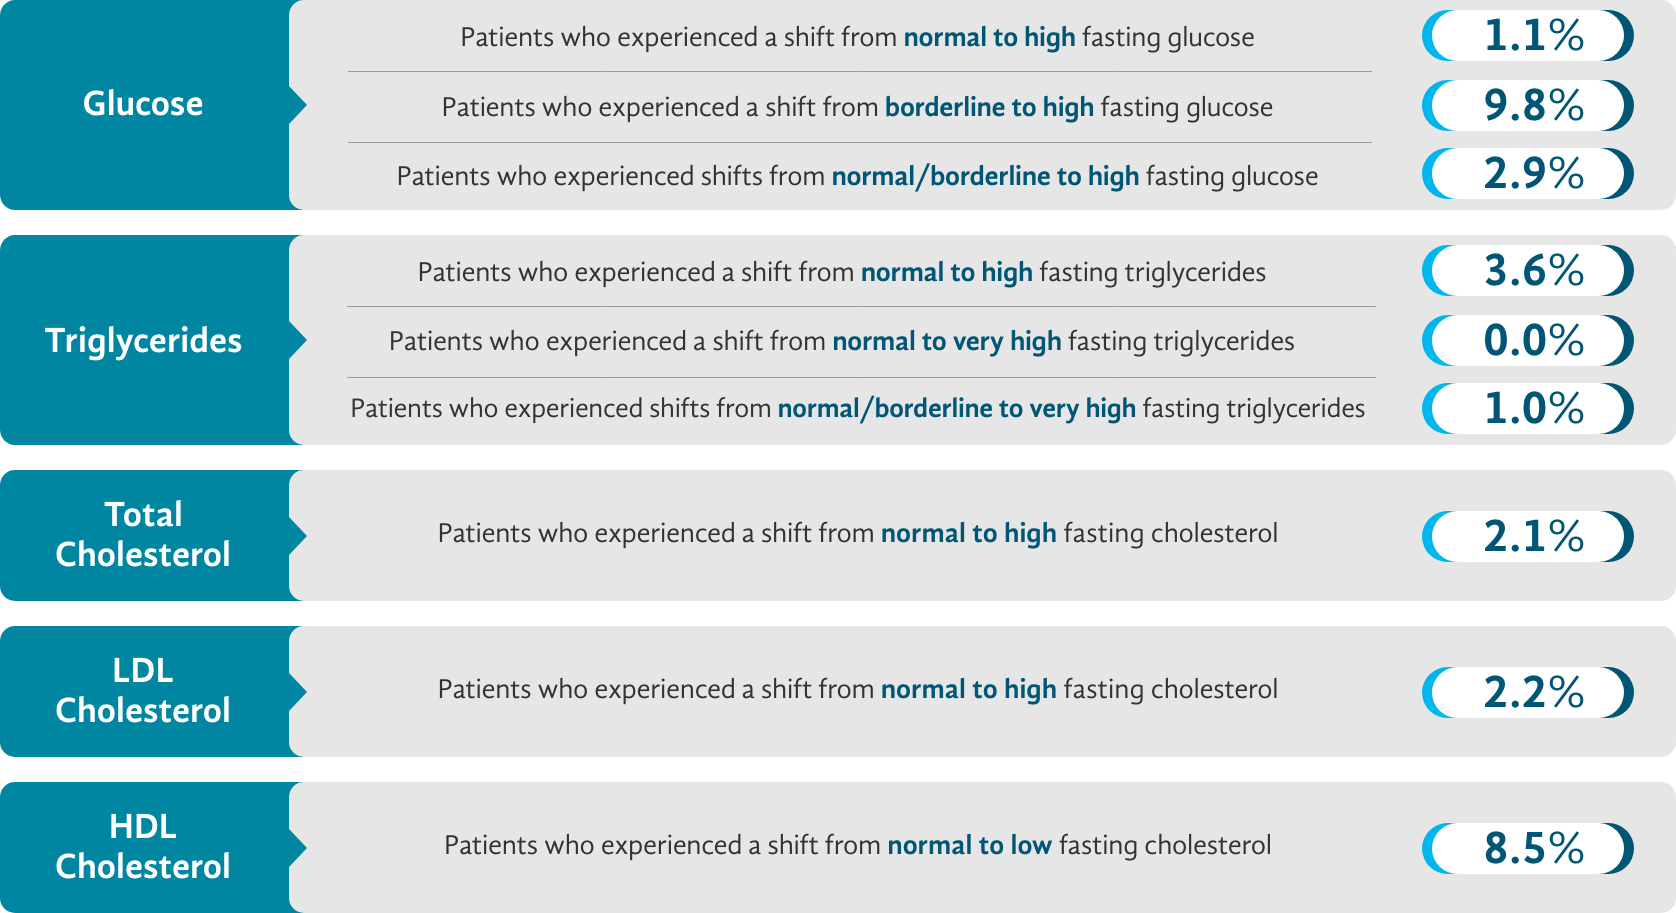 Glucose
Patients who experienced a shift from normal to high fasting glucose
1.1%
Patients who experienced a shift from borderline to high fasting glucose
9.8%
Patients who experienced shifts from normal/borderline to high fasting glucose
2.9%
Triglycerides
Patients who experienced a shift from normal to high fasting triglycerides
3.6%
Patients who experienced a shift from normal to very high fasting triglycerides
0.0%
Patients who experienced shifts from normal/borderline to very high fasting triglycerides
1.0%
Total
Cholesterol
Patients who experienced a shift from normal to high fasting cholesterol
2.1%
LDL
Cholesterol
Patients who experienced a shift from normal to high fasting cholesterol
2.2%
HDL
Cholesterol
Patients who experienced a shift from normal to low fasting cholesterol
8.5%